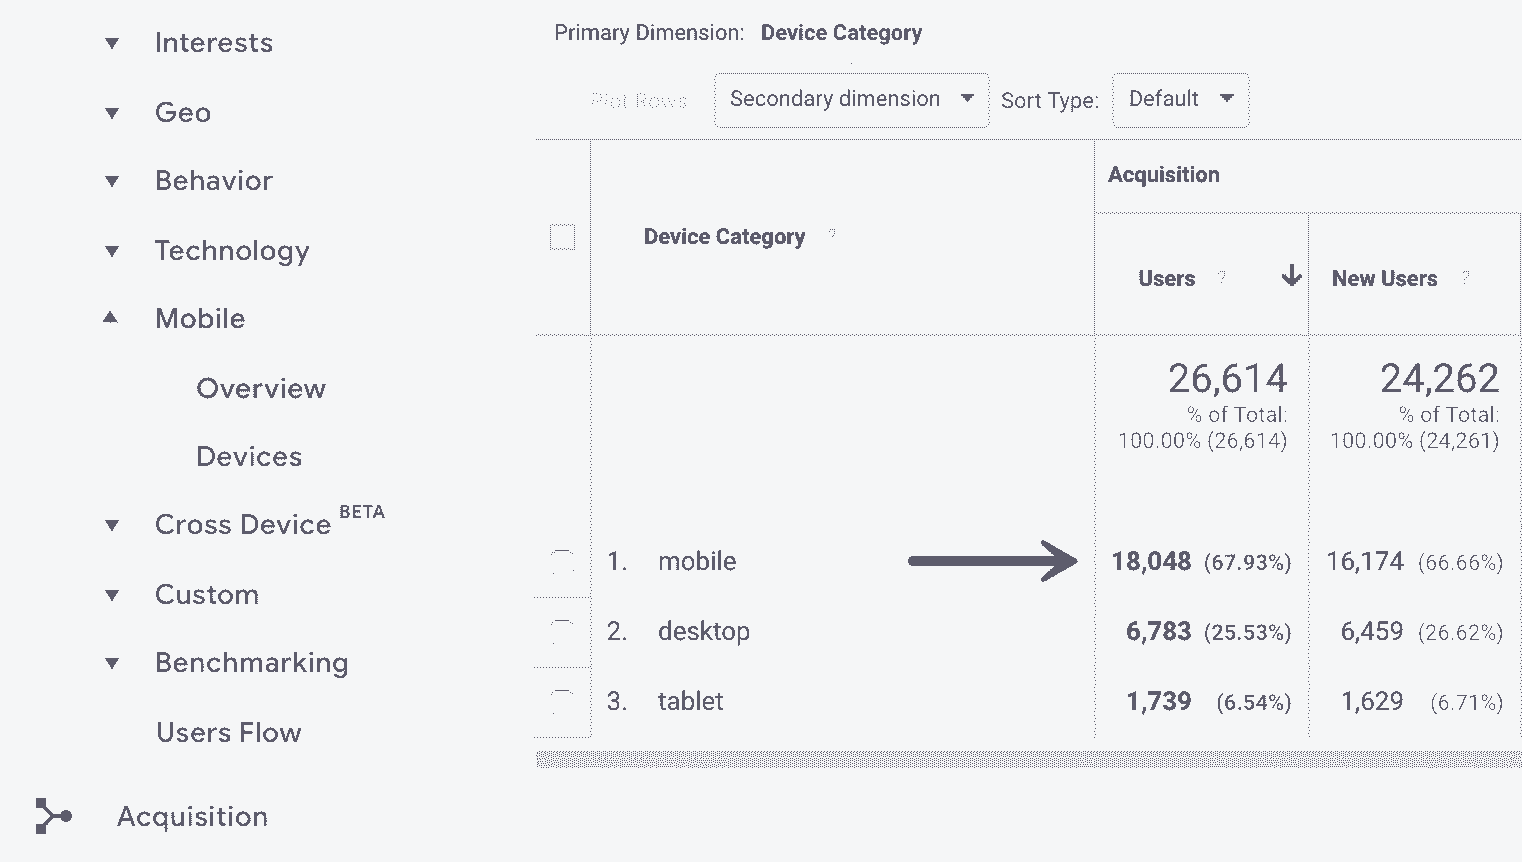 Interests
Geo
Behavior
Technology
Mobile
Overview
Devices
Cross Device BETA
Custom
Benchmarking
Users Flow
Acquisition
Primary Dimension: Device Category
Plot Rows Secondary dimension Sort Type: Default
Acquisition
Device Category ?
Users ? New Users ?
26,614 24,262
% of Total: % of Total:
100.00% (26,614) 100.00% (24,261)
1. mobile 18,048 (67.93%) 16,174 (66.66%)
2. desktop 6,783 (25.53%) 6,459 (26.62%)
3. tablet 1,739 (6.54%) 1,629 (6.71%)